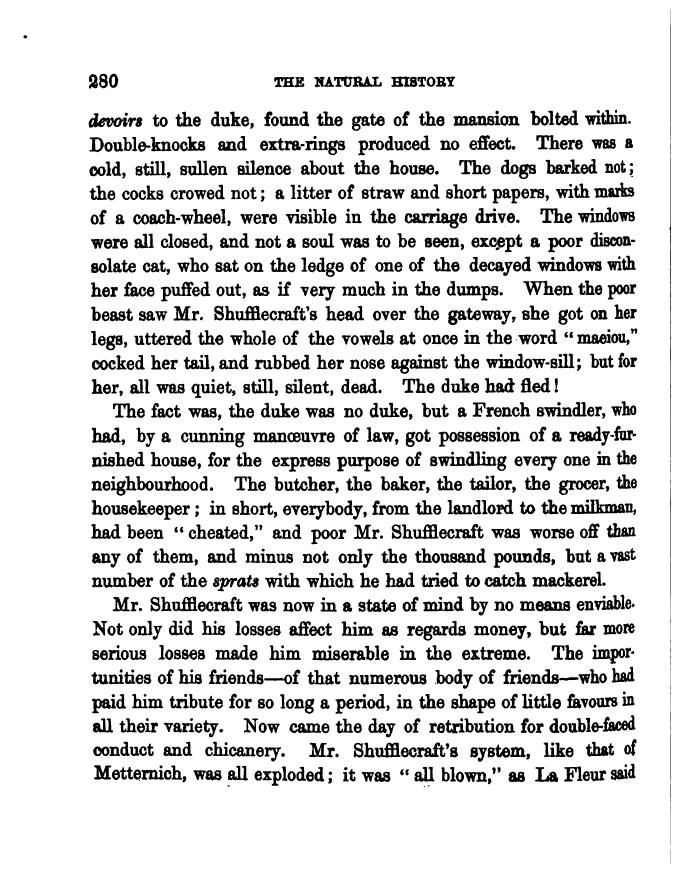 280 THE NATURAL HISTORY
devoirs to the duke, found the gate of the mansion bolted within.
Double-knocks and extra-rings produced no effect. There was a
cold, still, sullen silence about the house. The dogs barked not;
the cocks crowed not; a litter of straw and short papers, with marks
of a coach-wheel, were visible in the carriage drive. The windows
were all closed, and not a soul was to be seen, except a poor discon-
solate cat, who sat on the ledge of one of the decayed windows with
her face puffed out, as if very much in the dumps. When the poor
beast saw Mr. Shufflecraft's head over the gateway, she got on her
legs, uttered the whole of the vowels at once in the word “maeiou,”
cocked her tail, and rubbed her nose against the window-sill; but for
her, all was quiet, still, silent, dead. The duke had fled!
The fact was, the duke was no duke, but a French swindler, who
had, by a cunning manœuvre of law, got possession of a ready-fur-
nished house, for the express purpose of swindling every one in the
neighbourhood. The butcher, the baker, the tailor, the grocer, the
housekeeper; in short, everybody, from the landlord to the milkman,
had been “cheated,” and poor Mr. Shufflecraft was worse off than
any of them, and minus not only the thousand pounds, but a vast
number of the sprats with which he had tried to catch mackerel.
Mr. Shufflecraft was now in a state of mind by no means enviable.
Not only did his losses affect him as regards money, but far more
serious losses made him miserable in the extreme. The impor-
tunities of his friends—of that numerous body of friends—who had
paid him tribute for so long a period, in the shape of little favours in
all their variety. Now came the day of retribution for double-faced
conduct and chicanery. Mr. Shufflecraft's system, like that of
Metternich, was all exploded; it was “all blown,” as La Fleur said